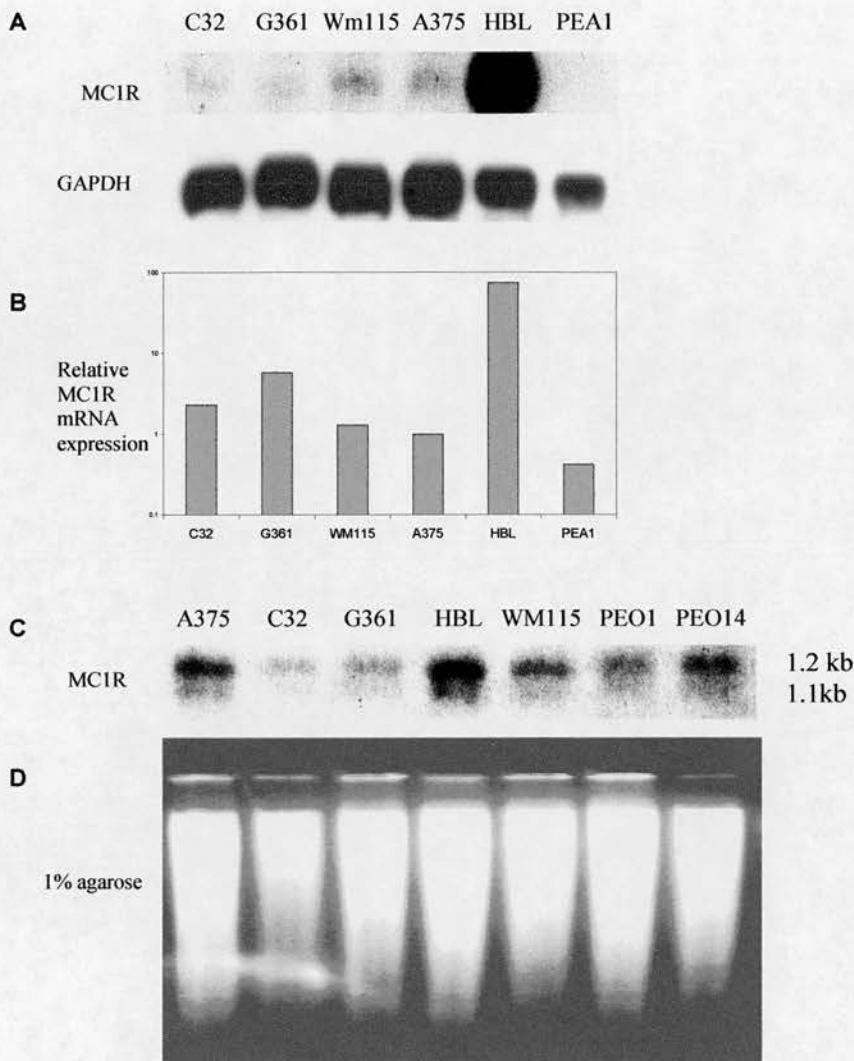 A
C32 G361 Wm115 A375 HBL PEA1
MC1R
GAPDH
B
100
10
1
0.1
Relative
MC1R
mRNA
expression
C32 G361 WM115 A375 HBL PEA1
C
A375 C32 G361 HBL WM115 PEO1 PEO14
MC1R
1.2 kb
1.1kb
D
1% agarose